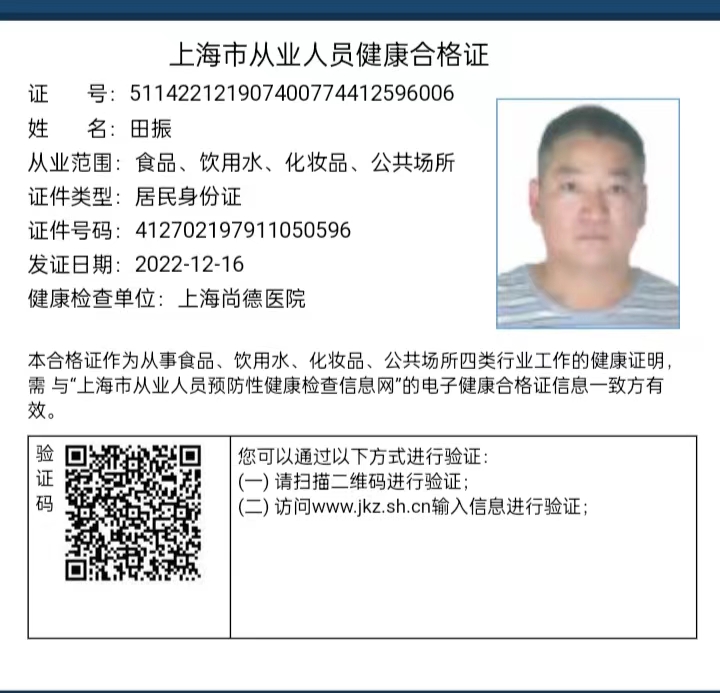 上海市从业人员健康合格证
证 号：5114221219074007744​12596006
姓 名：田振
从业范围：食品、饮用水、化妆品、公共场所
证件类型：居民身份证
证件号码：412702197911050596
发证日期：2022-12-16
健康检查单位：上海尚德医院
本合格证作为从事食品、饮用水、化妆品、公共场所四类行业工作的健康证明，
需 与“上海市从业人员预防性健康检查信息网”的电子健康合格证信息一致方有
效。
验
证
码
您可以通过以下方式进行验证：
(一) 请扫描二维码进行验证；
(二) 访问www.jkz.sh.cn输入信息进行验证；